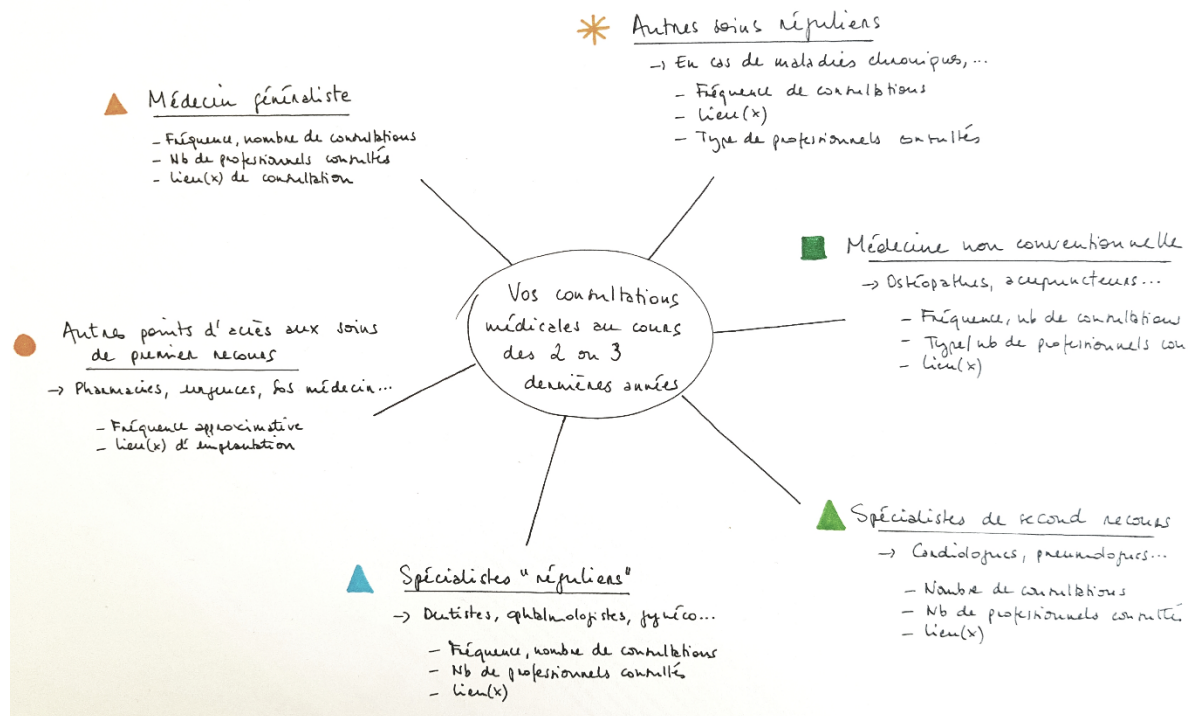 Autres soins réguliers
→ En cas de maladies chroniques,...
- Fréquence de consultations
- Lieu(x)
- Type de professionnels consultés
Médecin généraliste
- Fréquence, nombre de consultations
- Nb de professionnels consultés
- Lieu(x) de consultation
Médecine non conventionnelle
→ Ostéopathes, acupuncteurs...
- Fréquence, nb de consultations
- Type/nb de professionnels con
- Lieu(x)
Vos consultations
médicales au cours
des 2 ou 3
dernières années
Autres points d'accès aux soins
de premier recours
→ Pharmacies, urgences, Sos médecin...
- Fréquence approximative
- Lieu(x) d'implantation
Spécialistes de second recours
→ Cardiologues, pneumologues...
- Nombre de consultations
- Nb de professionnels consultés
- Lieu(x)
Spécialistes "réguliers"
→ Dentistes, ophtalmologistes, gynéco...
- Fréquence, nombre de consultations
- Nb de professionnels consultés
- Lieu(x)